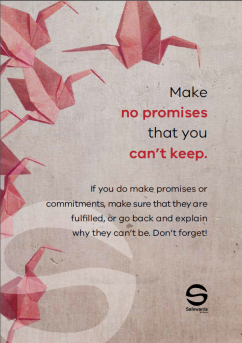 Make
no promises
that you
can't keep.
If you do make promises or
commitments, make sure that they are
fulfilled, or go back and explain
why they can't be. Don't forget!